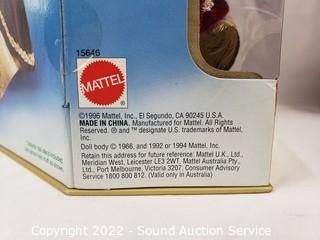 15646
MATTEL
®
©1996 Mattel, Inc., El Segundo, CA 90245 U.S.A.
MADE IN CHINA. Manufactured for Mattel. All Rights
Reserved. ® and ™ designate U.S. trademarks of Mattel,
Inc.
Doll body © 1966, and 1992 or 1994 Mattel, Inc.
Retain this address for future reference: Mattel U.K., Ltd.,
Meridian West, Leicester LE3 2WT. Mattel Australia Pty.,
Ltd., Port Melbourne, Victoria 3207. Consumer Advisory
Service 1800 800 812. (Valid only in Australia)
Copyright 2022 - Sound Auction Service